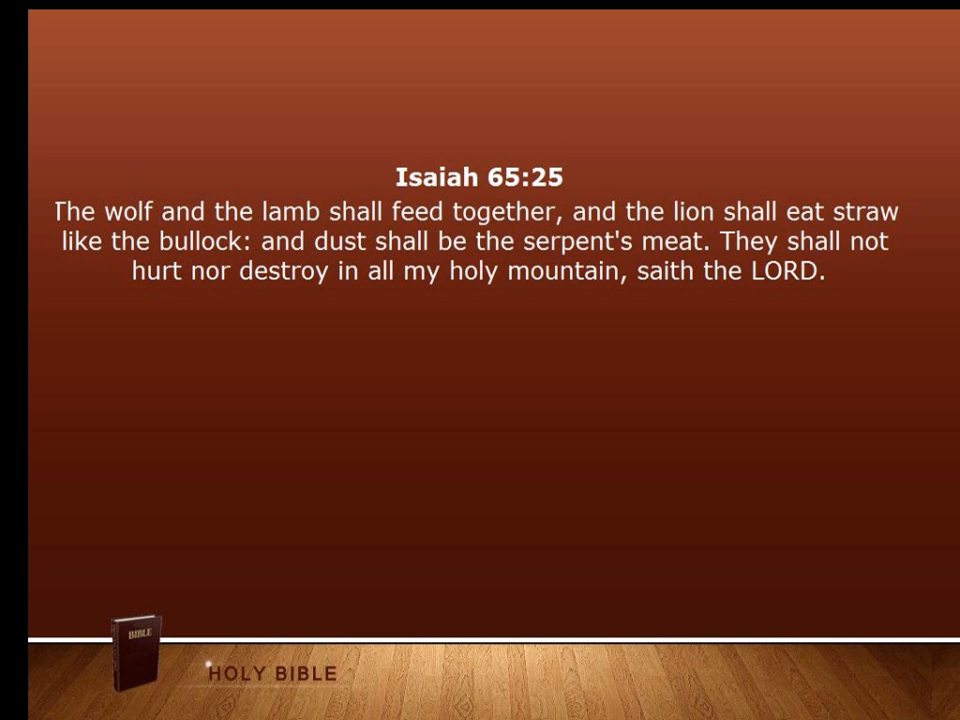 Isaiah 65:25
The wolf and the lamb shall feed together, and the lion shall eat straw
like the bullock: and dust shall be the serpent's meat. They shall not
hurt nor destroy in all my holy mountain, saith the LORD.
BIBLE
HOLY BIBLE